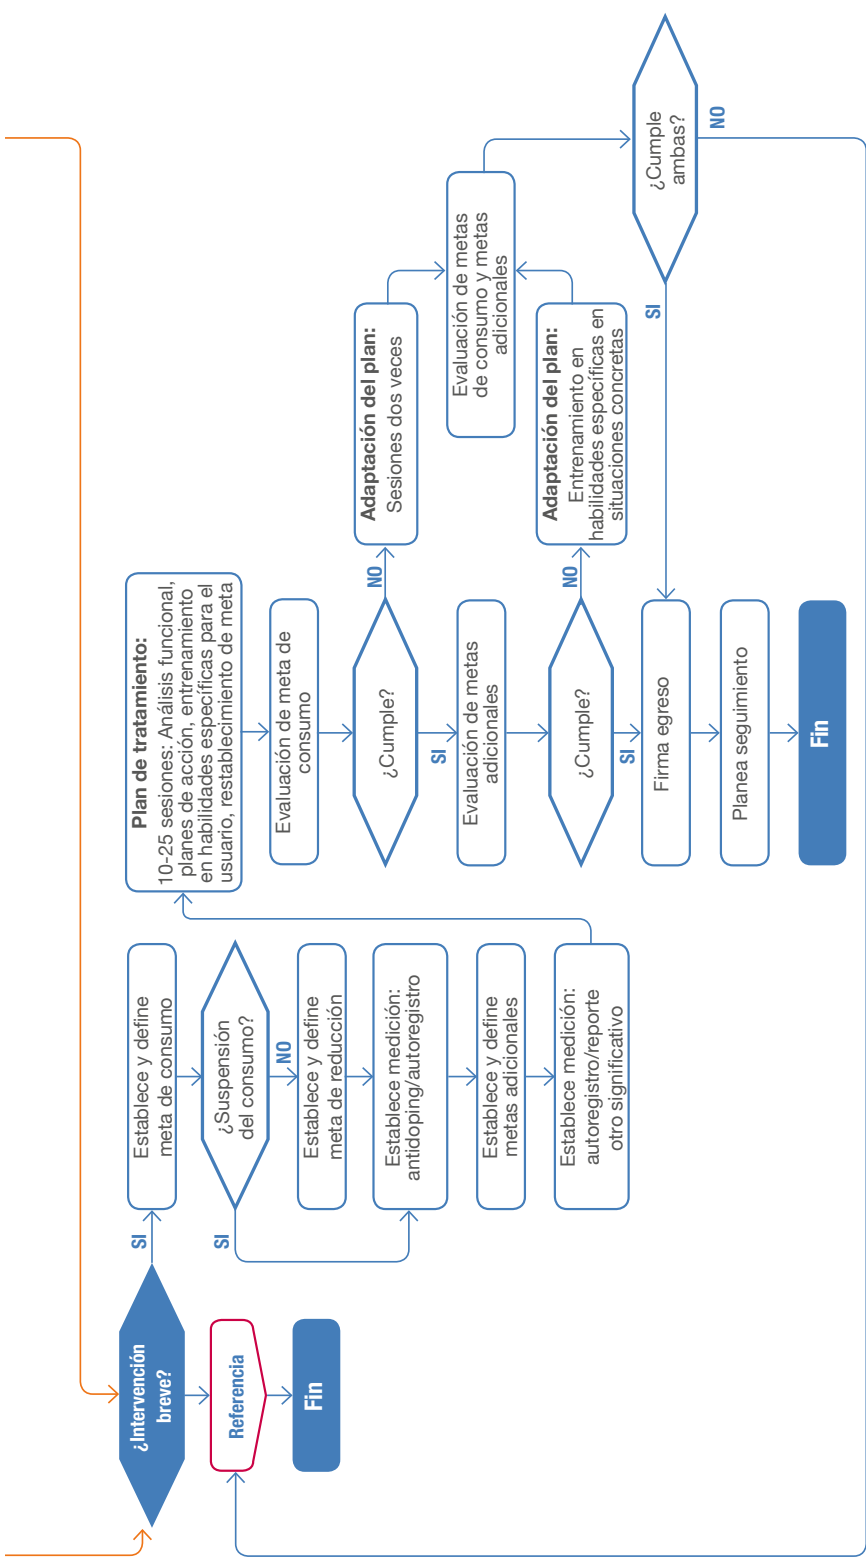 ¿Intervención
breve?
SI
Referencia
Fin
Establece y define
meta de consumo
¿Suspensión
del consumo?
SI
NO
Establece y define
meta de reducción
Establece medición:
antidoping/autoregistro
Establece y define
metas adicionales
Establece medición:
autoregistro/reporte
otro significativo
Plan de tratamiento:
10-25 sesiones: Análisis funcional,
planes de acción, entrenamiento
en habilidades específicas para el
usuario, restablecimiento de meta
Evaluación de meta de
consumo
¿Cumple?
NO
SI
Evaluación de metas
adicionales
¿Cumple?
NO
SI
Firma egreso
Planea seguimiento
Fin
Adaptación del plan:
Sesiones dos veces
Adaptación del plan:
Entrenamiento en
habilidades específicas en
situaciones concretas
Evaluación de metas
de consumo y metas
adicionales
¿Cumple
ambas?
SI
NO